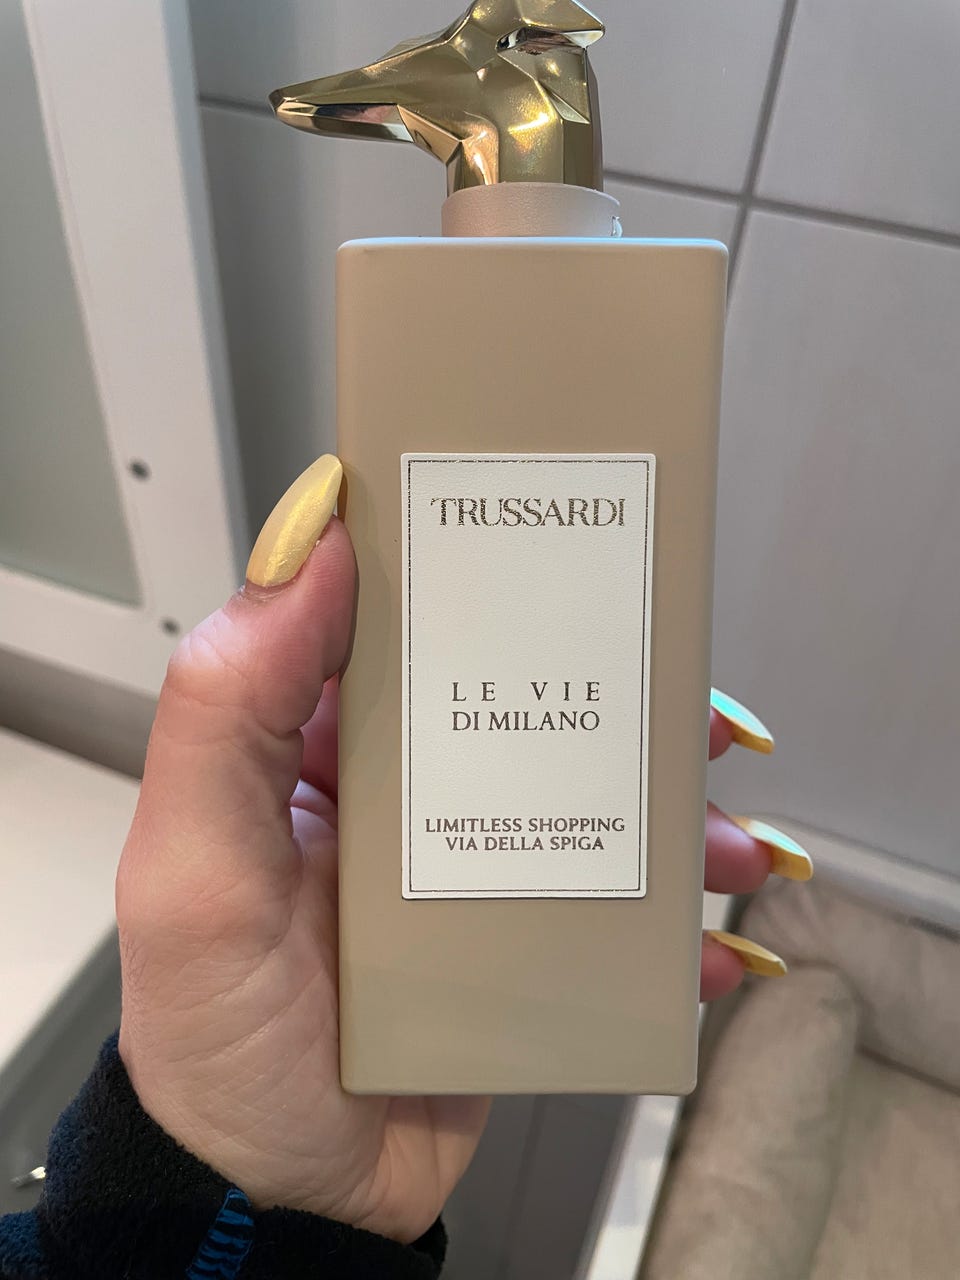 TRUSSARDI
LE VIE
DI MILANO
LIMITLESS SHOPPING
VIA DELLA SPIGA